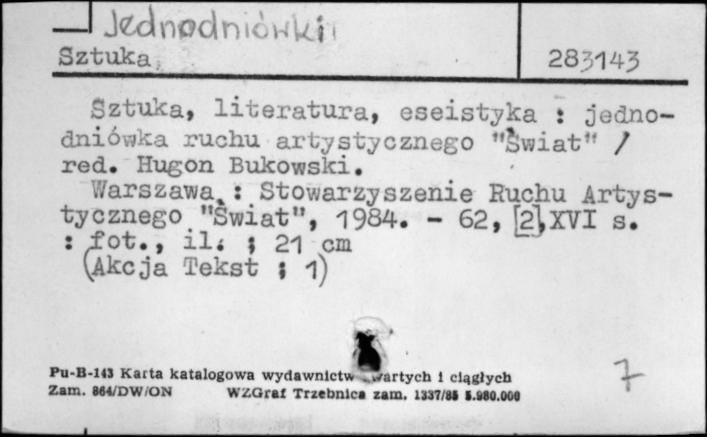 Jednodniówki
Sztuka
283143
Sztuka, literatura, eseistyka : jedno-
dniówka ruchu artystycznego "Świat" /
red. Hugon Bukowski.
Warszawa : Stowarzyszenie Ruchu Artys-
tycznego "Świat", 1984. - 62, [2], XVI s.
: fot., il. ; 21 cm
(Akcja Tekst ; 1)
Pu-B-143 Karta katalogowa wydawnictw zwartych i ciągłych
Zam. 864/DW/ON WZGraf Trzebnica zam. 1337/85 5.980.000
7